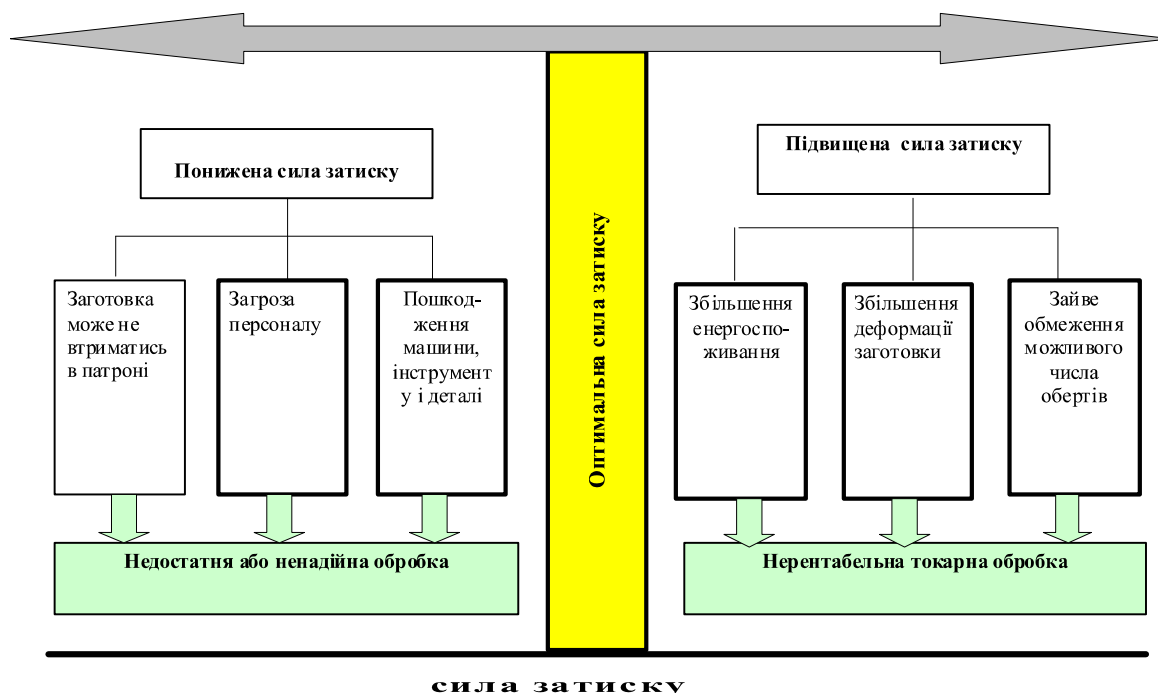 Понижена сила затиску
Заготовка
може не
втриматись
в патроні
Загроза
персоналу
Пошкод-
ження
машини,
інструмент
у і деталі
Недостатня або ненадійна обробка
Оптимальна сила затиску
Підвищена сила затиску
Збільшення
енергоспо-
живання
Збільшення
деформації
заготовки
Зайве
обмеження
можливого
числа
обертів
Нерентабельна токарна обробка
сила затиску